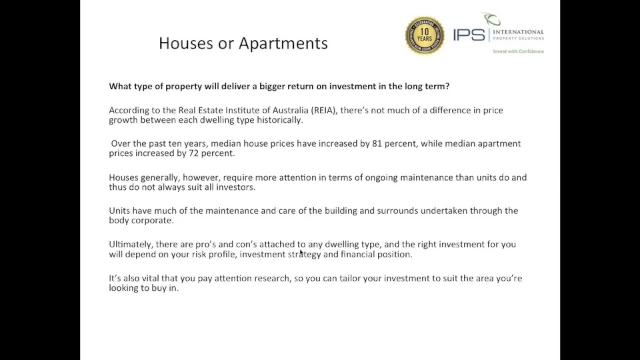 Houses or Apartments
10
YEARS
IPS
INTERNATIONAL
PROPERTY SOLUTIONS
Invest with Confidence
What type of property will deliver a bigger return on investment in the long term?
According to the Real Estate Institute of Australia (REIA), there's not much of a difference in price
growth between each dwelling type historically.
Over the past ten years, median house prices have increased by 81 percent, while median apartment
prices increased by 72 percent.
Houses generally, however, require more attention in terms of ongoing maintenance than units do and
thus do not always suit all investors.
Units have much of the maintenance and care of the building and surrounds undertaken through the
body corporate.
Ultimately, there are pro's and con's attached to any dwelling type, and the right investment for you
will depend on your risk profile, investment strategy and financial position.
It's also vital that you pay attention research, so you can tailor your investment to suit the area you're
looking to buy in.